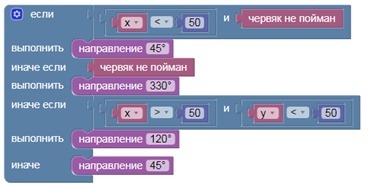 если x < 50 и червяк не пойман
выполнить направление 45°
иначе если червяк не пойман
выполнить направление 330°
иначе если x > 50 и y < 50
выполнить направление 120°
иначе направление 45°